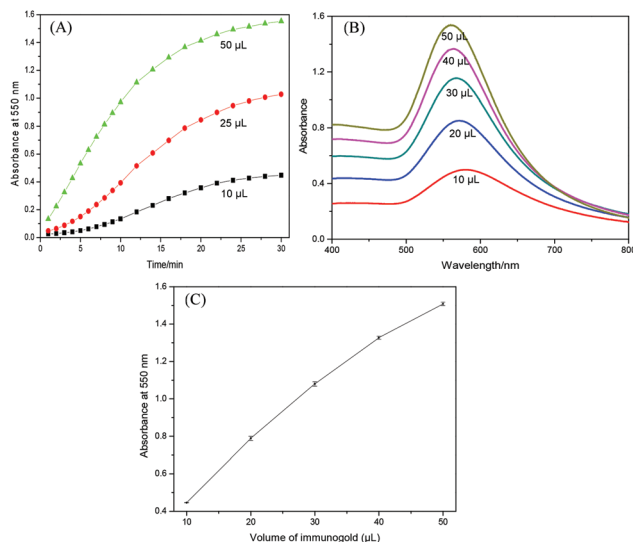 (A)
Absorbance at 550 nm
1.6
1.4
1.2
1.0
0.8
0.6
0.4
0.2
0.0
50 µL
25 µL
10 µL
0 5 10 15 20 25 30
Time/min
(B)
Absorbance
1.6
1.2
0.8
0.4
0.0
50 µL
40 µL
30 µL
20 µL
10 µL
400 500 600 700 800
Wavelength/nm
(C)
Absorbance at 550 nm
1.6
1.4
1.2
1.0
0.8
0.6
0.4
10 20 30 40 50
Volume of immunogold (µL)